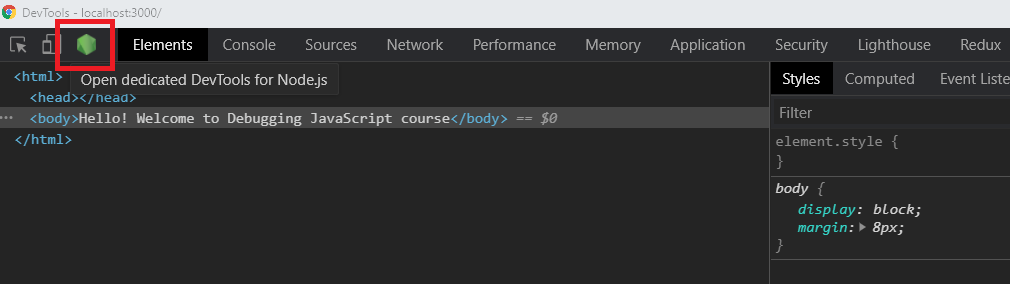 DevTools - localhost:3000/
Elements Console Sources Network Performance Memory Application Security Lighthouse Redux
<html>
Open dedicated DevTools for Node.js
<head></head>
<body>Hello! Welcome to Debugging JavaScript course</body> == $0
</html>
Styles Computed Event Liste
Filter
element.style {
}
body {
display: block;
margin: 8px;
}